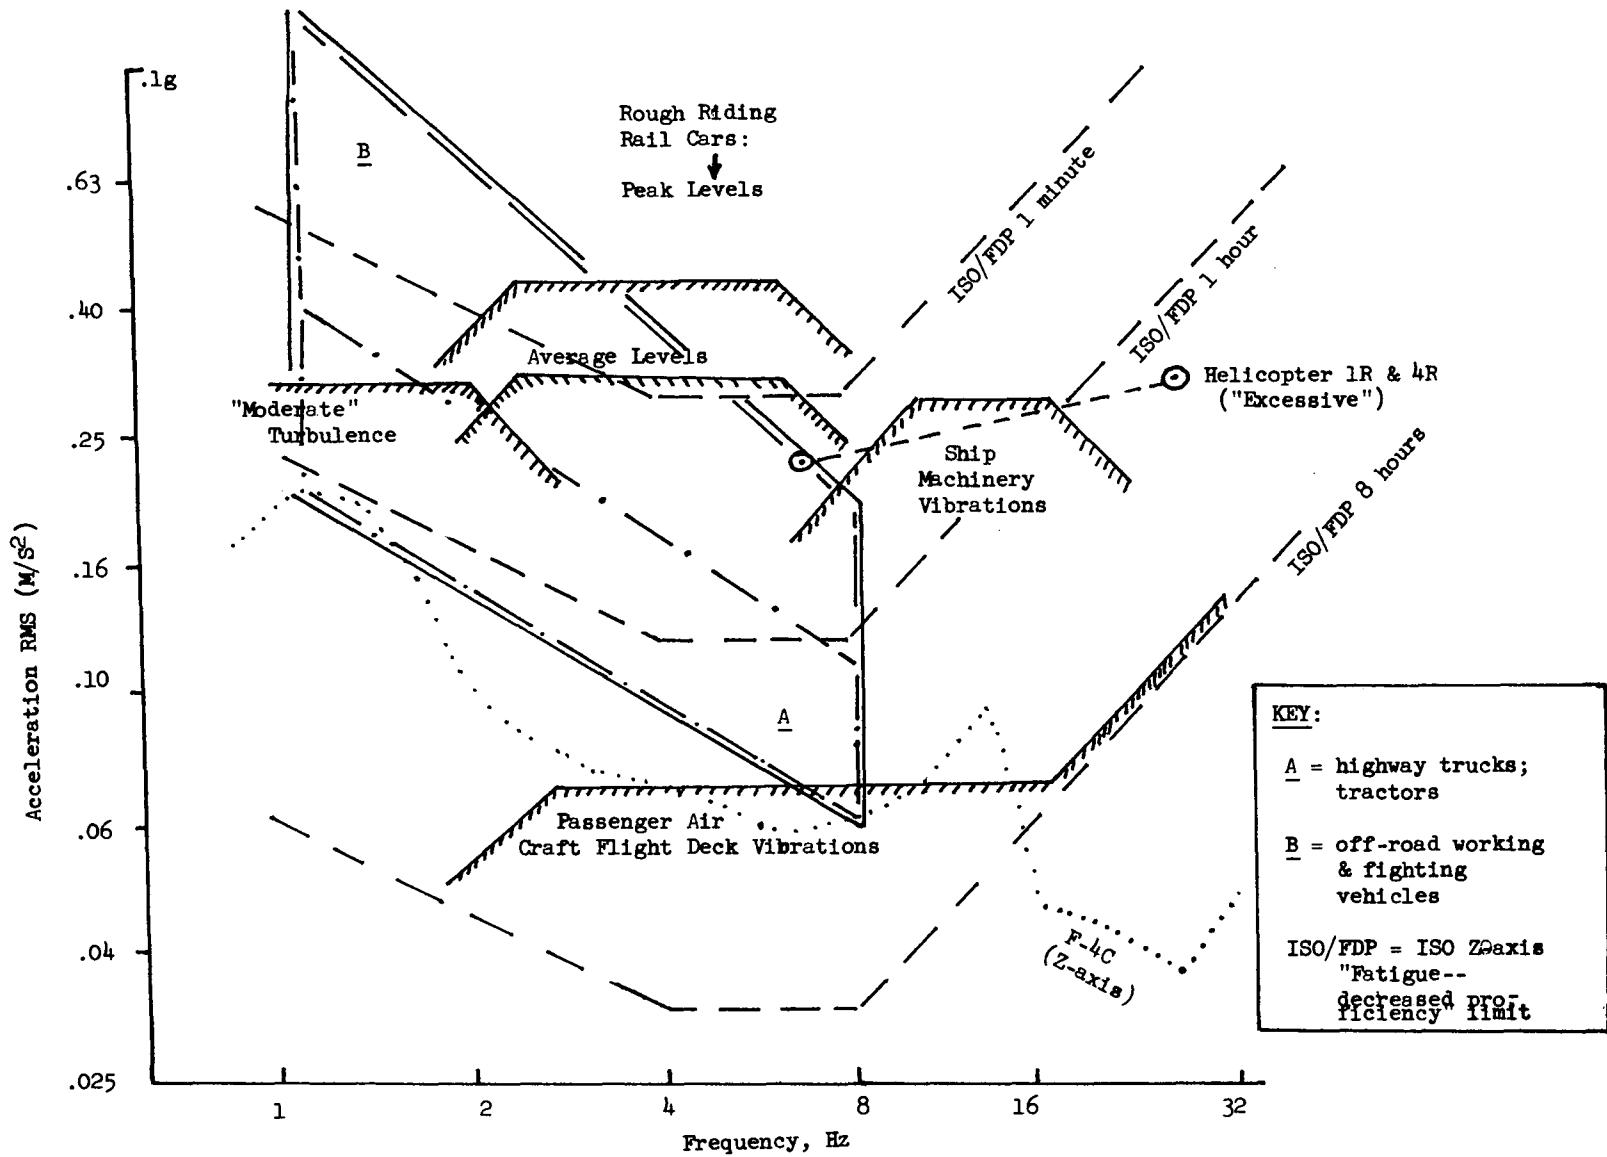 .1g
.63
.40
.25
.16
.10
.06
.04
.025
Acceleration RMS (M/S²)
1 2 4 8 16 32
Frequency, Hz
B
Rough Riding
Rail Cars:
Peak Levels
Average Levels
"Moderate"
Turbulence
ISO/FDP 1 minute
ISO/FDP 1 hour
Helicopter 1R & 4R
("Excessive")
Ship
Machinery
Vibrations
ISO/FDP 8 hours
A
Passenger Air
Craft Flight Deck Vibrations
F-4C
(Z-axis)
KEY:
A = highway trucks;
tractors
B = off-road working
& fighting
vehicles
ISO/FDP = ISO Z-axis
"Fatigue--
decreased pro-
ficiency" limit